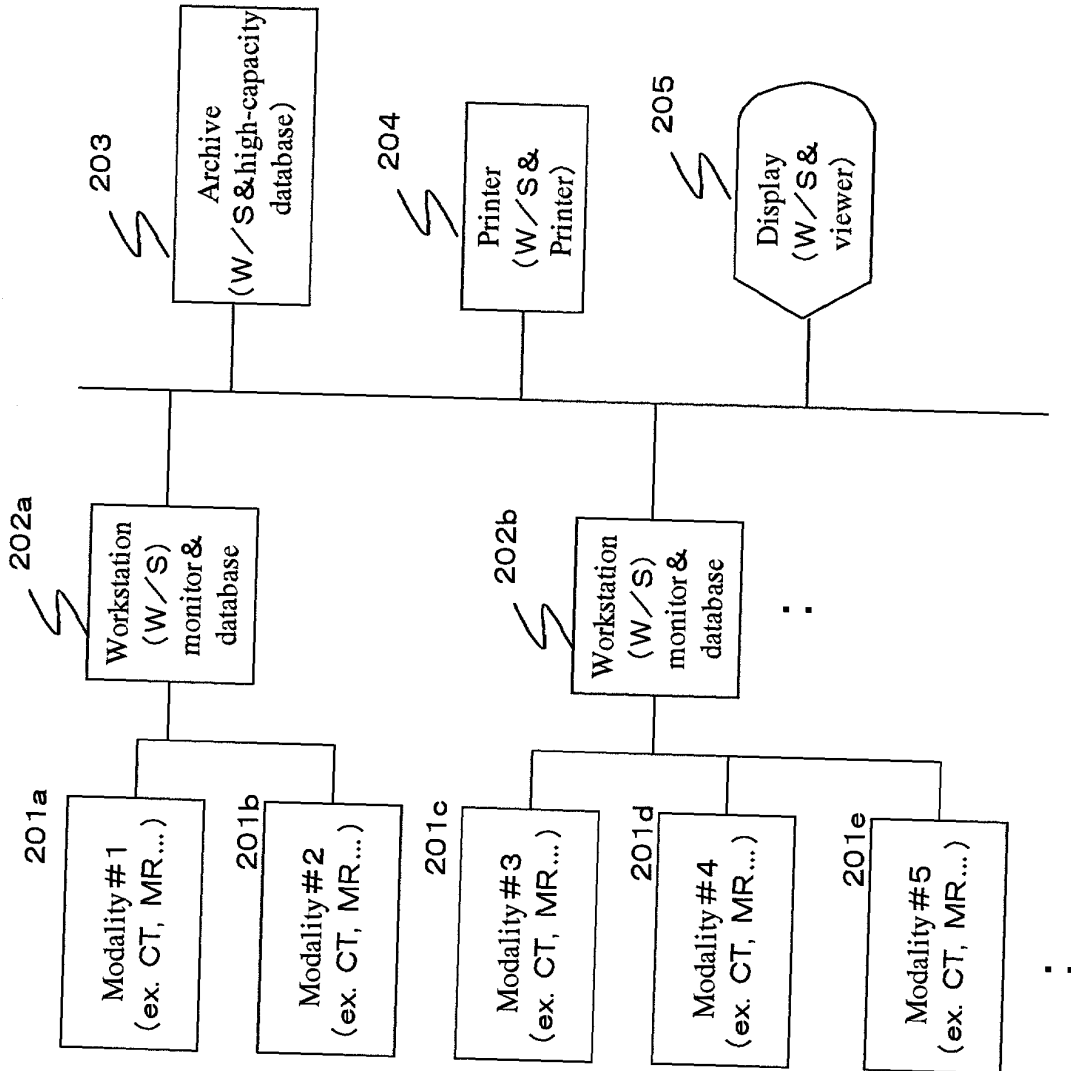 201a
Modality#1
(ex. CT, MR...)
201b
Modality#2
(ex. CT, MR...)
201c
Modality#3
(ex. CT, MR...)
201d
Modality#4
(ex. CT, MR...)
201e
Modality#5
(ex. CT, MR...)
:
202a
Workstation
(W/S)
monitor&
database
202b
Workstation
(W/S)
monitor&
database
:
203
Archive
(W/S&high-capacity
database)
204
Printer
(W/S&
Printer)
205
Display
(W/S&
viewer)